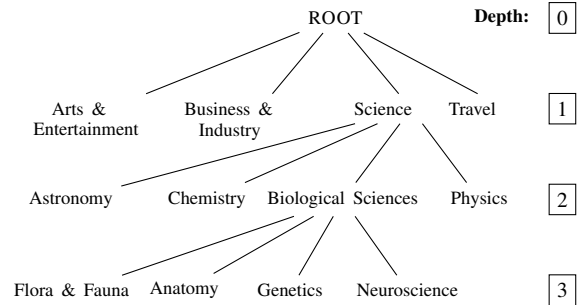 ROOT Depth: 0
Arts & Entertainment Business & Industry Science Travel 1
Astronomy Chemistry Biological Sciences Physics 2
Flora & Fauna Anatomy Genetics Neuroscience 3